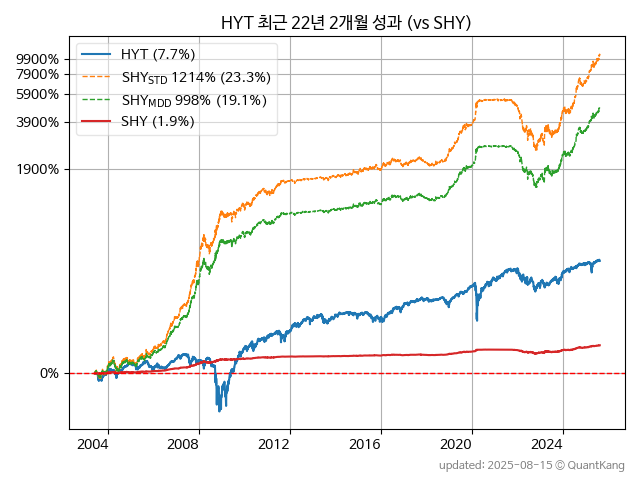 HYT 최근 22년 2개월 성과 (vs SHY)
HYT (7.7%)
SHY_STD 1214% (23.3%)
SHY_MDD 998% (19.1%)
SHY (1.9%)
9900%
7900%
5900%
3900%
1900%
0%
2004
2008
2012
2016
2020
2024
updated: 2025-08-15 © QuantKang